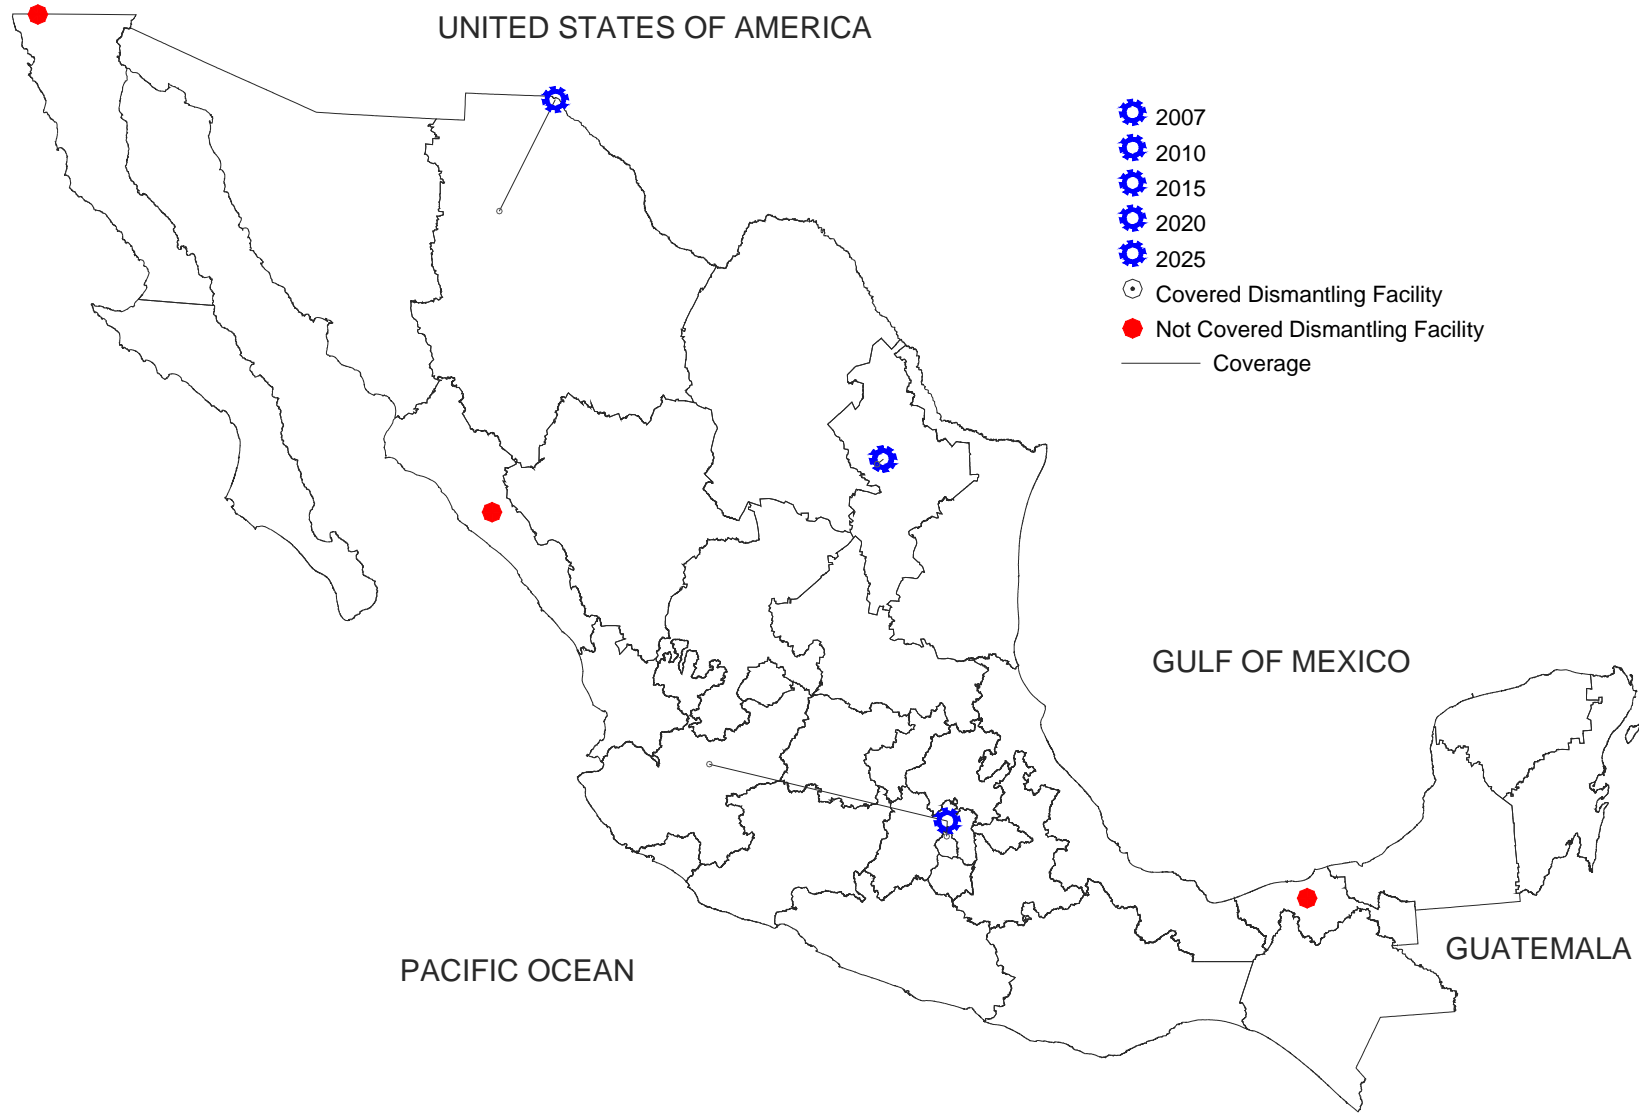 UNITED STATES OF AMERICA
2007
2010
2015
2020
2025
Covered Dismantling Facility
Not Covered Dismantling Facility
Coverage
GULF OF MEXICO
GUATEMALA
PACIFIC OCEAN